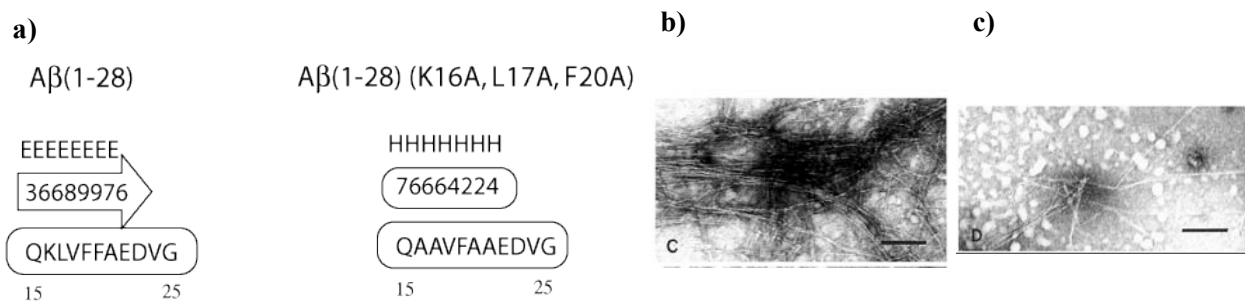 a)
Aβ(1-28)
EEEEEEEE
36689976
QKLVFFAEDVG
15 25
Aβ(1-28) (K16A, L17A, F20A)
HHHHHHHH
76664224
QAAVFAAEDVG
15 25
b)
C
c)
D